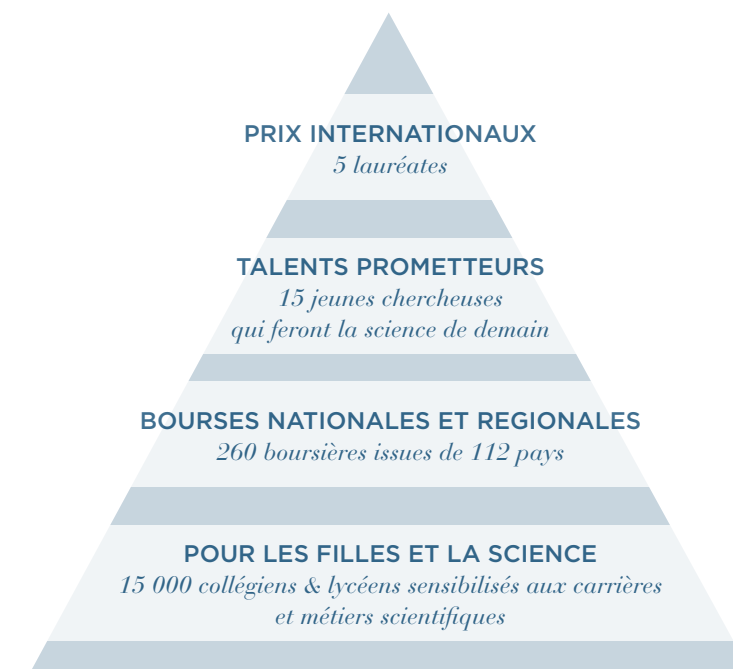 PRIX INTERNATIONAUX
5 lauréates
TALENTS PROMETTEURS
15 jeunes chercheuses
qui feront la science de demain
BOURSES NATIONALES ET REGIONALES
260 boursières issues de 112 pays
POUR LES FILLES ET LA SCIENCE
15 000 collégiens & lycéens sensibilisés aux carrières
et métiers scientifiques